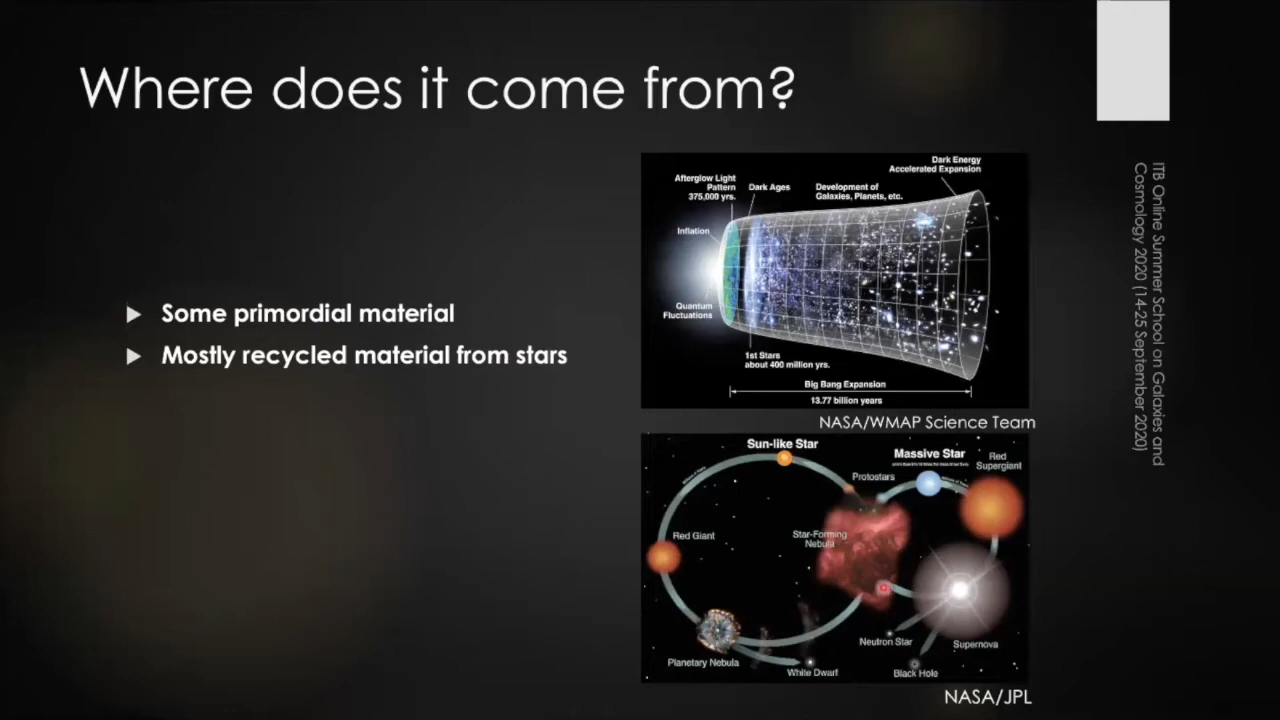 Where does it come from?
Some primordial material
Mostly recycled material from stars
Dark Energy
Accelerated Expansion
Afterglow Light
Pattern
375,000 yrs.
Dark Ages
Development of
Galaxies, Planets, etc.
Inflation
Quantum
Fluctuations
1st Stars
about 400 million yrs.
Big Bang Expansion
13.77 billion years
NASA/WMAP Science Team
Sun-like Star
Massive Star
Red
Supergiant
Protostars
Red Giant
Star-Forming
Nebula
Neutron Star
Supernova
Planetary Nebula
White Dwarf
Black Hole
NASA/JPL
ITB Online Summer School on Galaxies and
Cosmology 2020 (14-25 September 2020)